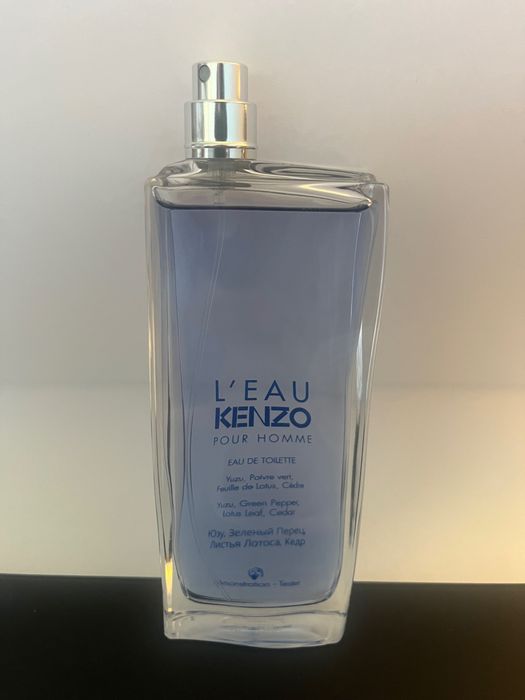 L'EAU
KENZO
POUR HOMME
EAU DE TOILETTE
Yuzu, Poivre vert,
Feuille de Lotus, Cèdre
Yuzu, Green Pepper,
Lotus Leaf, Cedar
Юзу, Зеленый Перец,
Листья Лотоса, Кедр
Démonstration - Tester